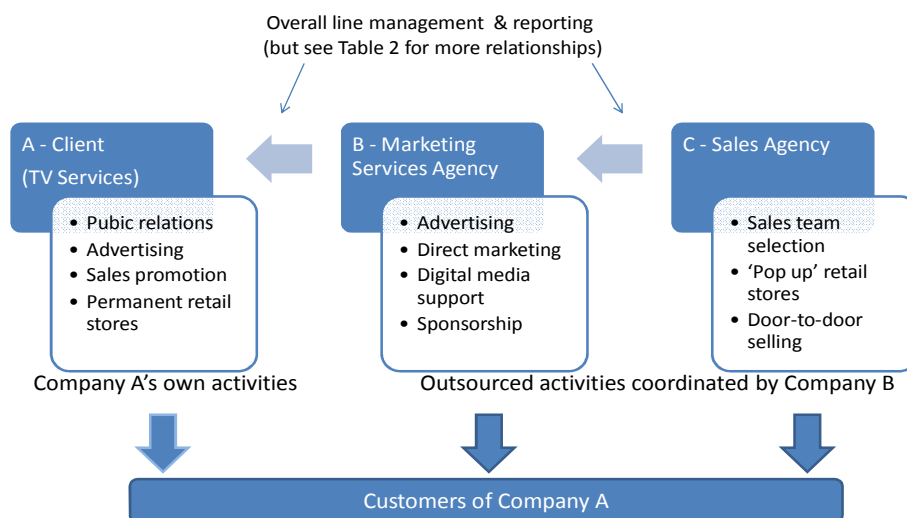 Overall line management & reporting
(but see Table 2 for more relationships)
A - Client
(TV Services)
• Pubic relations
• Advertising
• Sales promotion
• Permanent retail
stores
B - Marketing
Services Agency
• Advertising
• Direct marketing
• Digital media
support
• Sponsorship
C - Sales Agency
• Sales team
selection
• ‘Pop up’ retail
stores
• Door-to-door
selling
Company A’s own activities
Outsourced activities coordinated by Company B
Customers of Company A